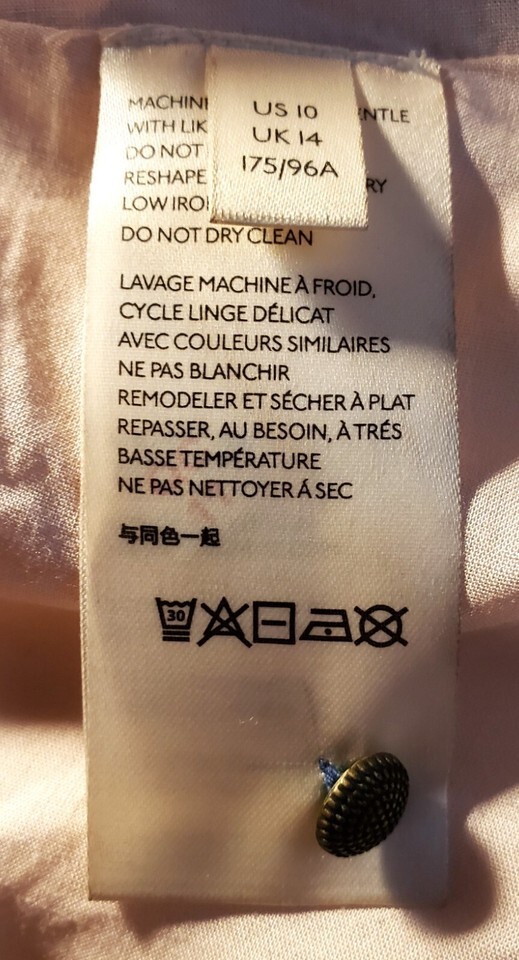 US 10
UK 14
175/96A
MACHINE ENTLE
WITH LIK
DO NOT
RESHAPE RY
LOW IRO
DO NOT DRY CLEAN
LAVAGE MACHINE À FROID,
CYCLE LINGE DÉLICAT
AVEC COULEURS SIMILAIRES
NE PAS BLANCHIR
REMODELER ET SÉCHER À PLAT
REPASSER, AU BESOIN, À TRÉS
BASSE TEMPÉRATURE
NE PAS NETTOYER Á SEC
与同色一起
30